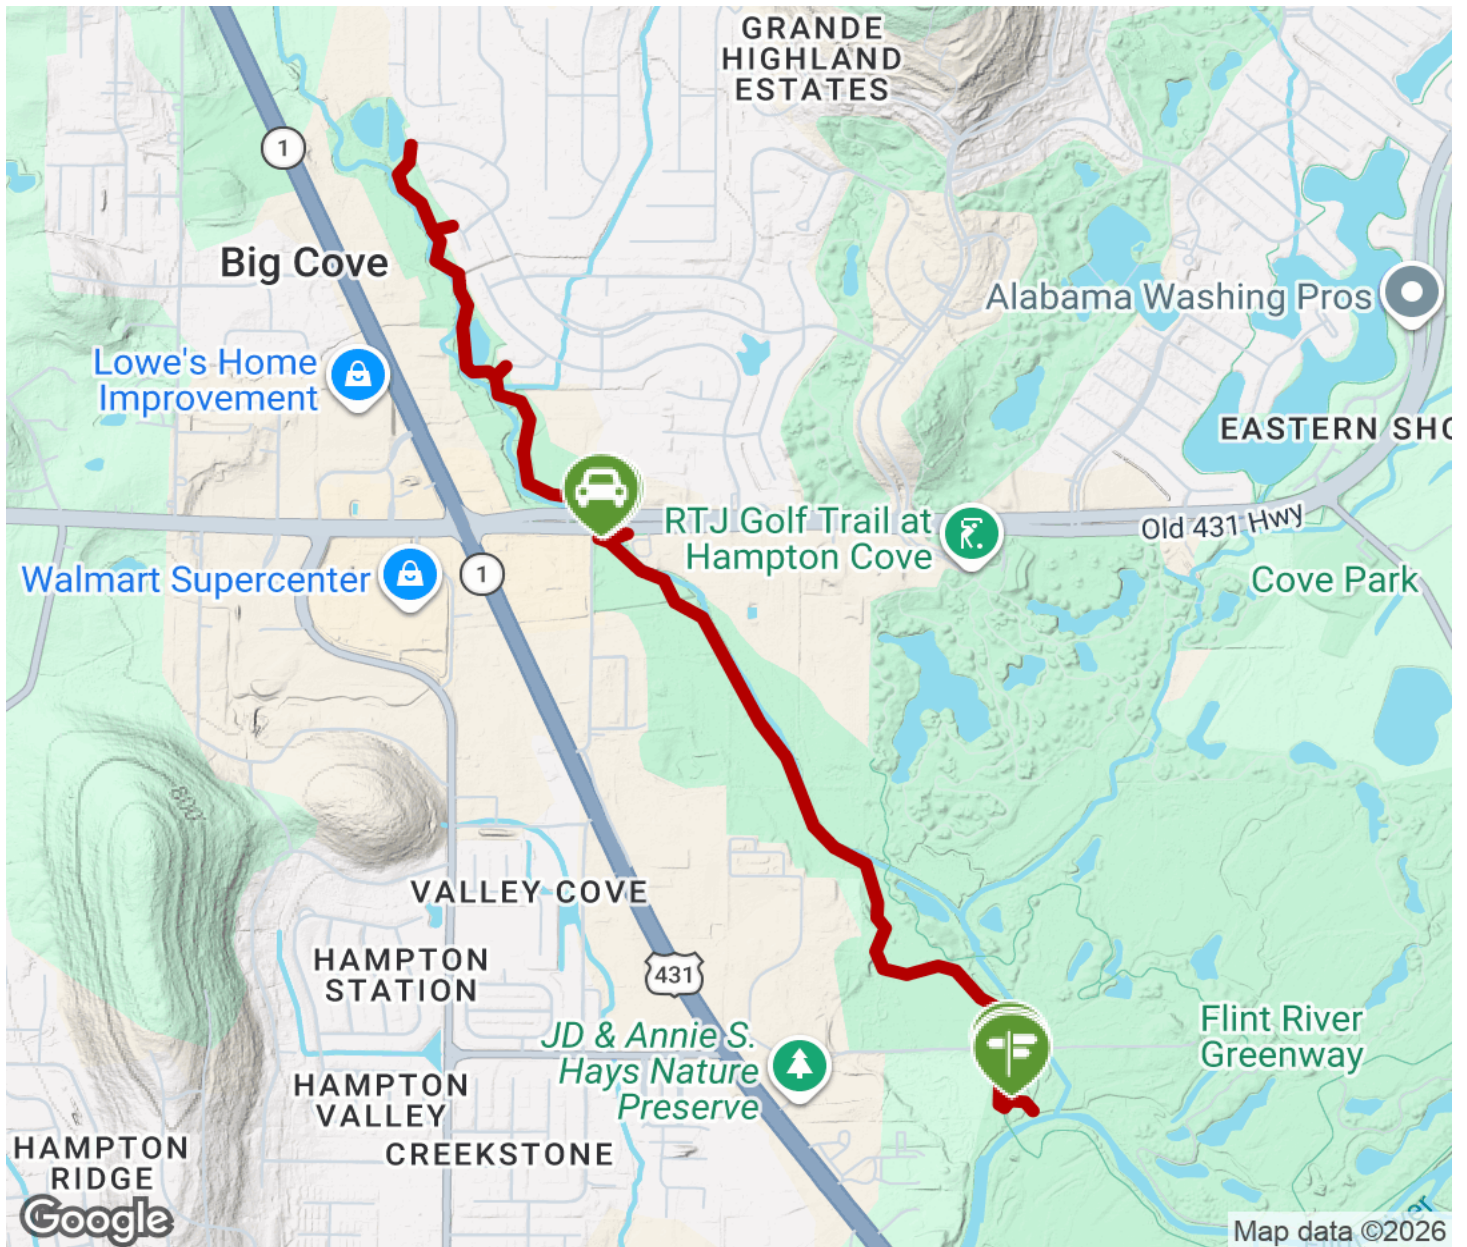 GRANDE
HIGHLAND
ESTATES
1
Big Cove
Alabama Washing Pros
Lowe's Home
Improvement
EASTERN SHO
RTJ Golf Trail at
Hampton Cove
Old 431 Hwy
Walmart Supercenter
1
Cove Park
800
VALLEY COVE
HAMPTON
STATION
431
Flint River
Greenway
JD & Annie S.
Hays Nature
Preserve
HAMPTON
VALLEY
CREEKSTONE
HAMPTON
RIDGE
Google
Map data ©2026